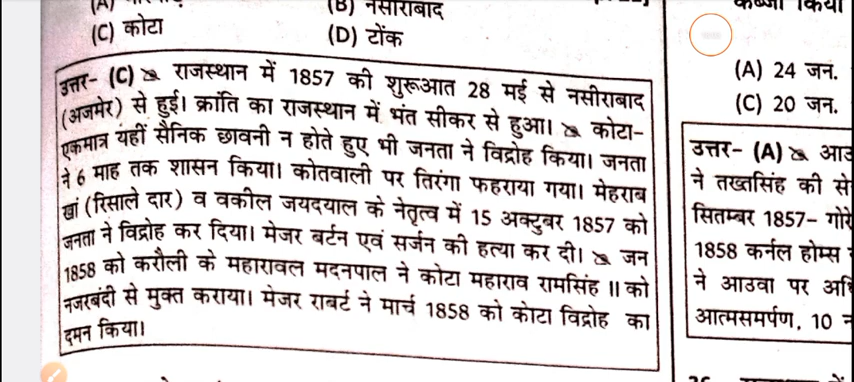 (B) नसीराबाद
(C) कोटा
(D) टोंक
उत्तर- (C) राजस्थान में 1857 की शुरूआत 28 मई से नसीराबाद
(अजमेर) से हुई। क्रांति का राजस्थान में भंत सीकर से हुआ। कोटा-
एकमात्र यंहीं सैनिक छावनी न होते हुए भी जनता ने विद्रोह किया। जनता
ने 6 माह तक शासन किया। कोतवाली पर तिरंगा फहराया गया। मेहराब
खां (रिसाले दार) व वकील जयदयाल के नेतृत्व में 15 अक्टुबर 1857 को
जनता ने विद्रोह कर दिया। मेजर बर्टन एवं सर्जन की हत्या कर दी। जन
1858 को करौली के महारावल मदनपाल ने कोटा महाराव रामसिंह ॥ को
नजरबंदी से मुक्त कराया। मेजर राबर्ट ने मार्च 1858 को कोटा विद्रोह का
दमन किया।
कब्जा किया
(A) 24 जन.
(C) 20 जन.
उत्तर- (A) आउ
ने तख्तसिंह की से
सितम्बर 1857- गोरे
1858 कर्नल होम्स
ने आउवा पर अधि
आत्मसमर्पण, 10